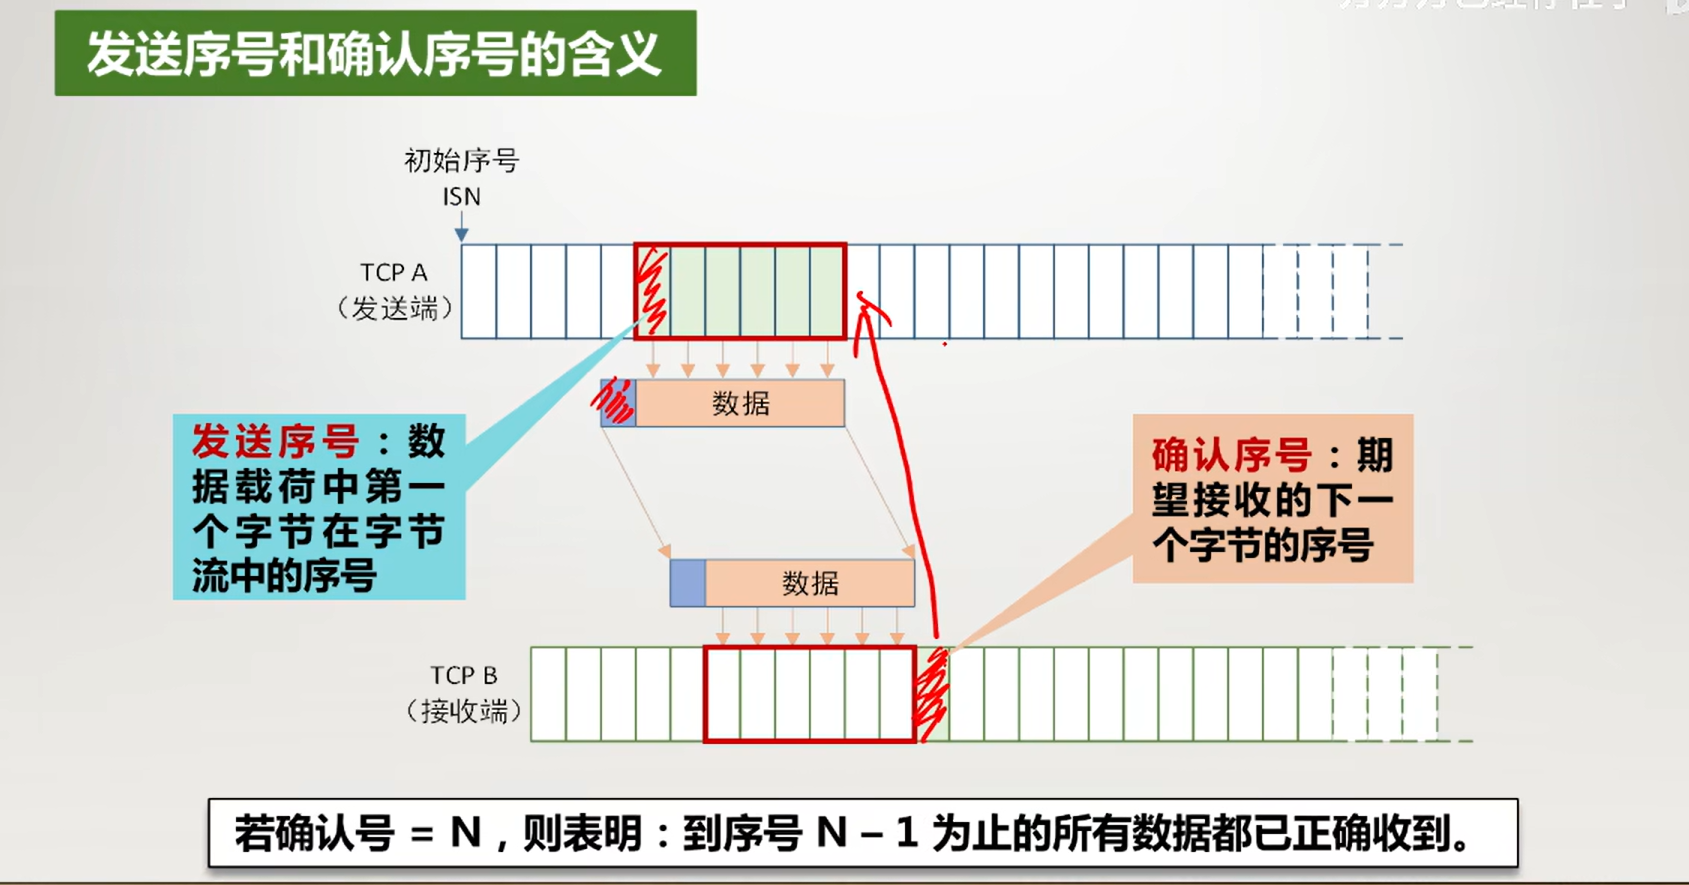 发送序号和确认序号的含义
初始序号
ISN
TCP A
（发送端）
数据
发送序号：数
据载荷中第一
个字节在字节
流中的序号
确认序号：期
望接收的下一
个字节的序号
数据
TCP B
（接收端）
若确认号 = N，则表明：到序号 N – 1 为止的所有数据都已正确收到。